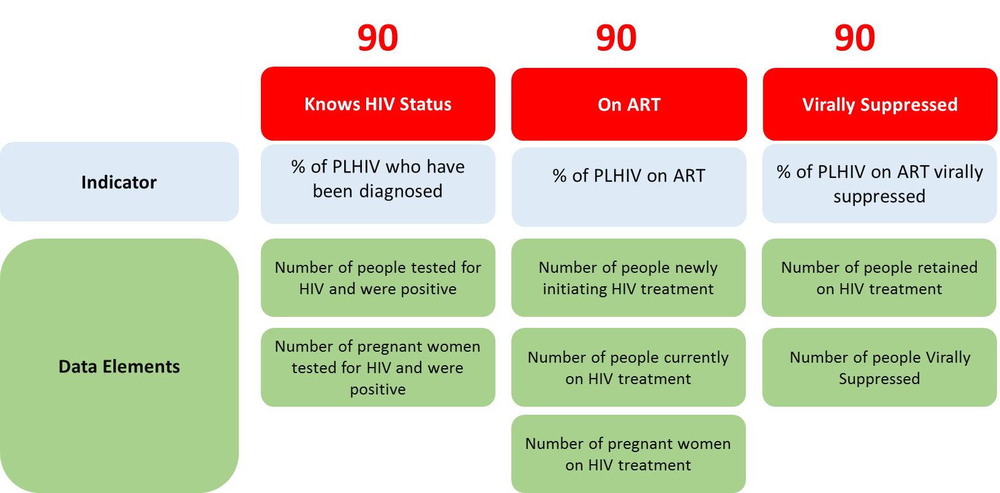 90
90
90
Knows HIV Status
On ART
Virally Suppressed
Indicator
% of PLHIV who have
been diagnosed
% of PLHIV on ART
% of PLHIV on ART virally
suppressed
Data Elements
Number of people tested for
HIV and were positive
Number of people newly
initiating HIV treatment
Number of people retained
on HIV treatment
Number of pregnant women
tested for HIV and were
positive
Number of people currently
on HIV treatment
Number of people Virally
Suppressed
Number of pregnant women
on HIV treatment